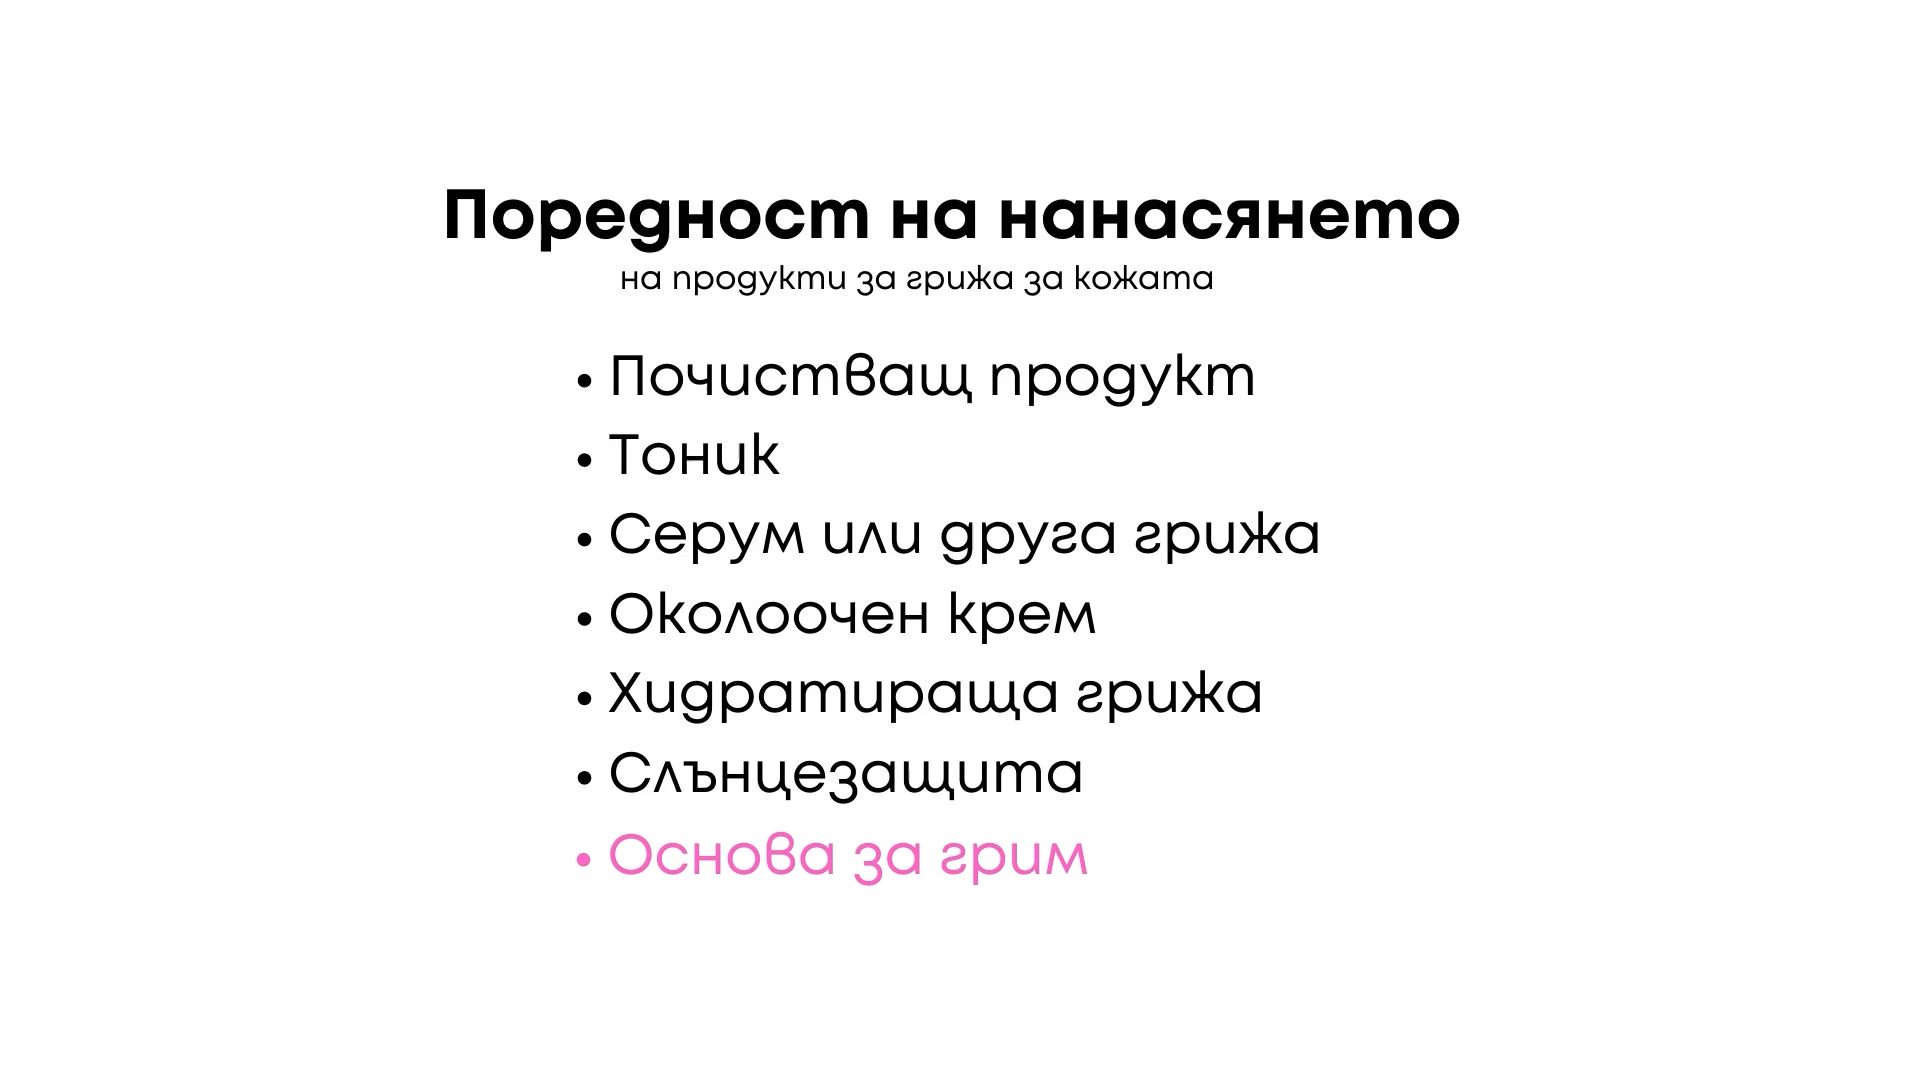 Поредност на нанасянето
на продукти за грижа за кожата
• Почистващ продукт
• Тоник
• Серум или друга грижа
• Околоочен крем
• Хидратираща грижа
• Слънцезащита
• Основа за грим